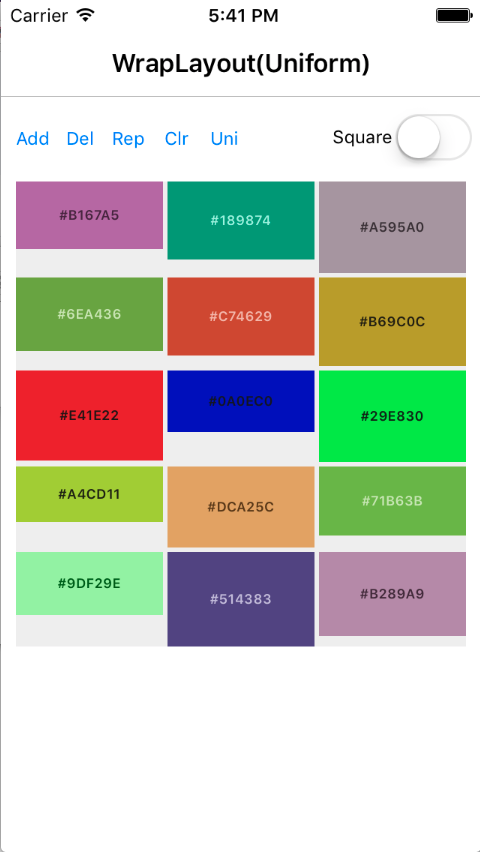 Carrier 5:41 PM
WrapLayout(Uniform)
Add Del Rep Clr Uni Square
#B167A5 #189874 #A595A0
#6EA436 #C74629 #B69C0C
#E41E22 #0A0EC0 #29E830
#A4CD11 #DCA25C #71B63B
#9DF29E #514383 #B289A9